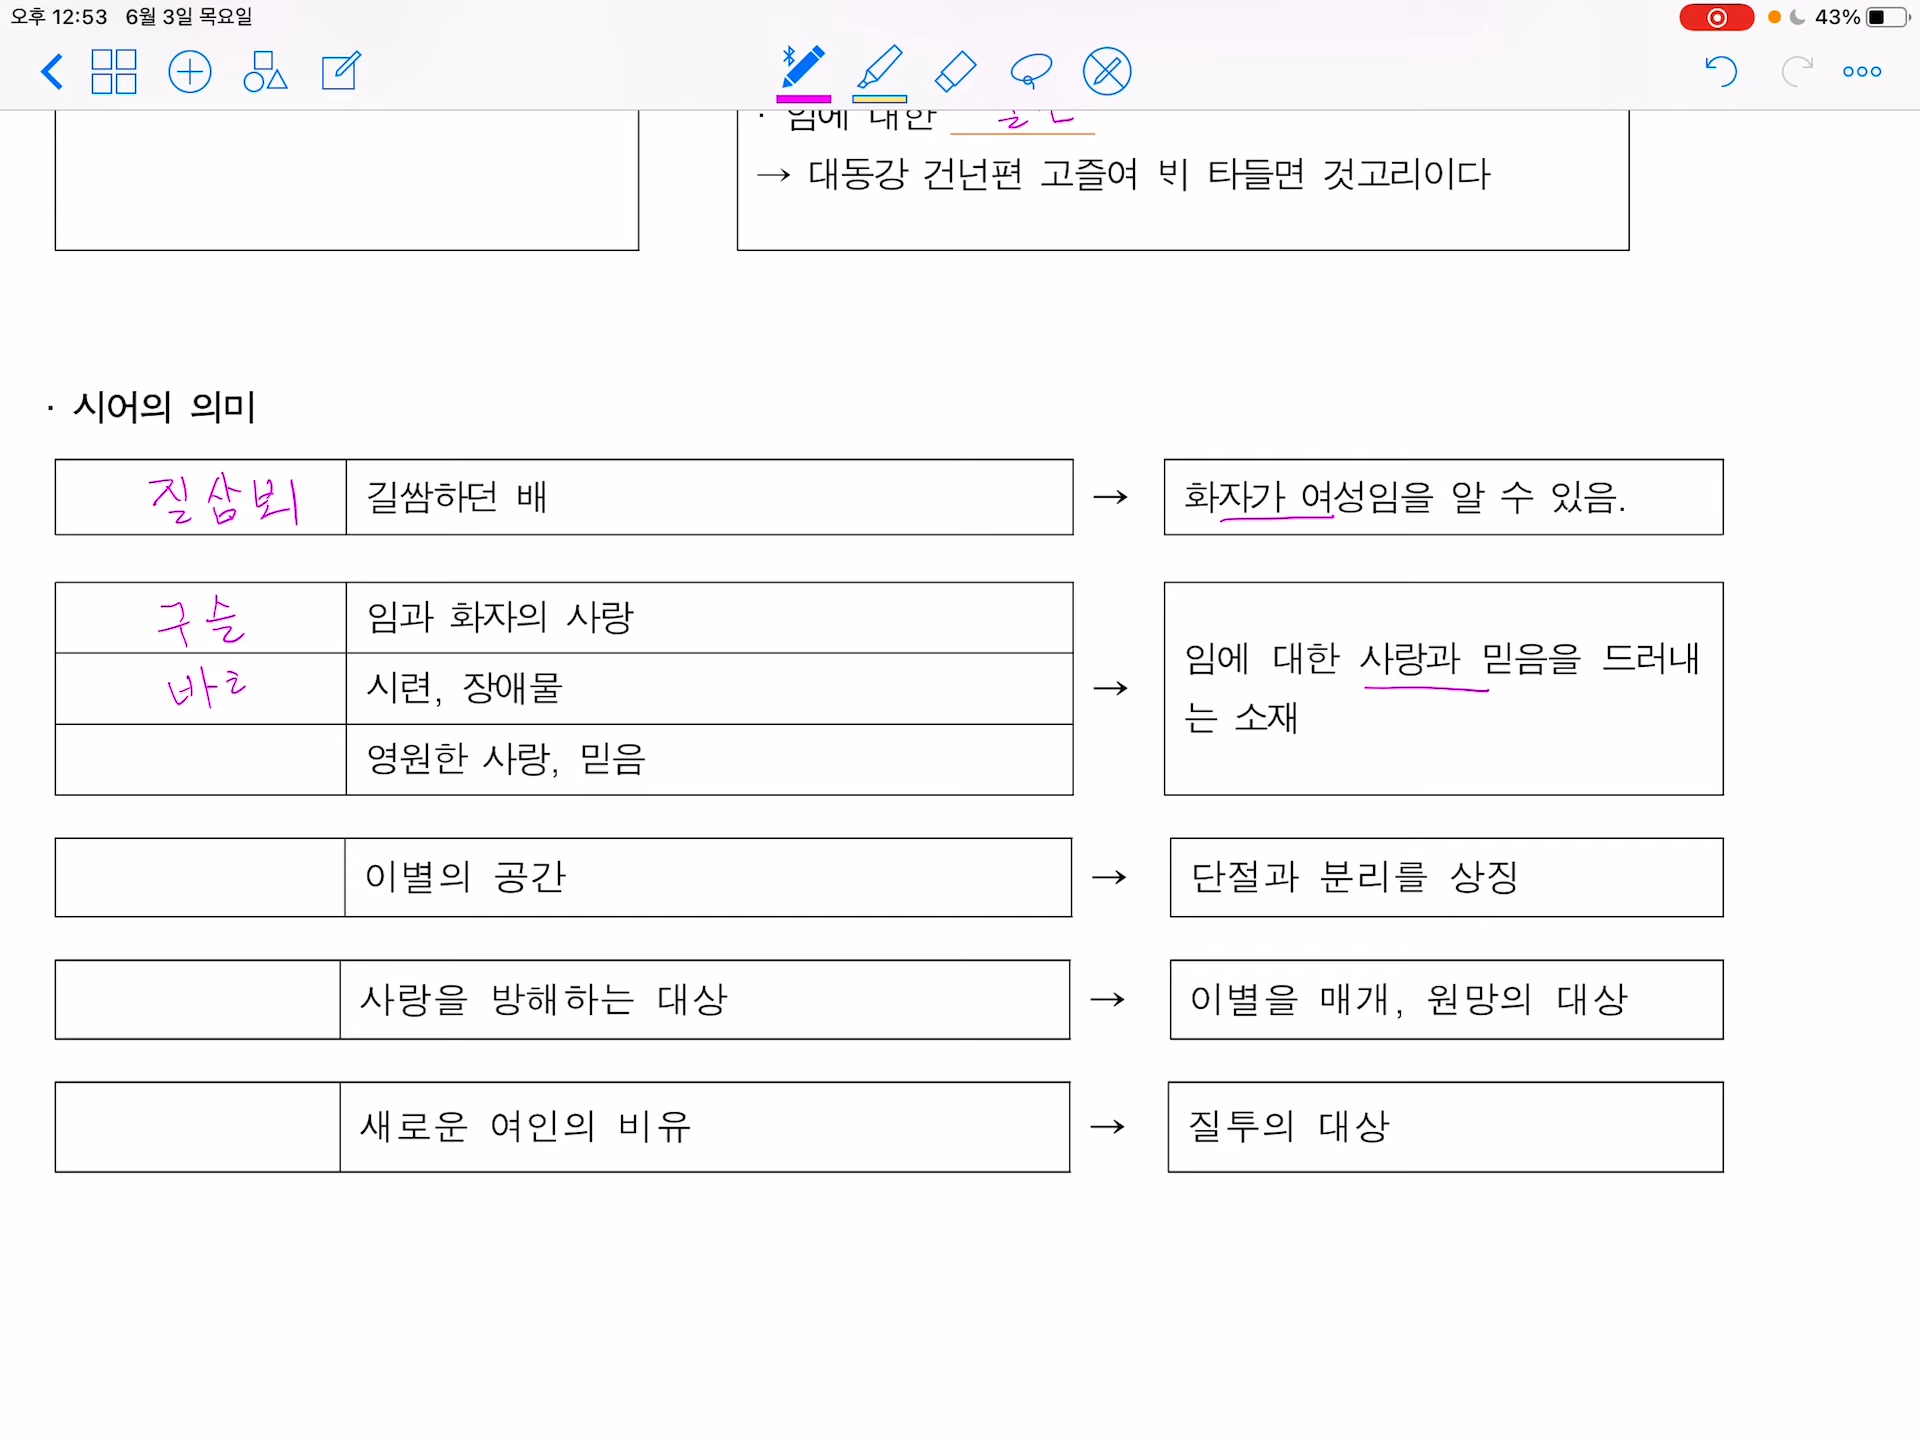 오후 12:53 6월 3일 목요일
43%
· 임에 대한
→ 대동강 건넌편 고즐여 빈 타들면 것고리이다
· 시어의 의미
질삼뵈 길쌈하던 배 → 화자가 여성임을 알 수 있음.
구슬 임과 화자의 사랑
시련, 장애물
→ 임에 대한 사랑과 믿음을 드러내
는 소재
영원한 사랑, 믿음
이별의 공간 → 단절과 분리를 상징
사랑을 방해하는 대상 → 이별을 매개, 원망의 대상
새로운 여인의 비유 → 질투의 대상